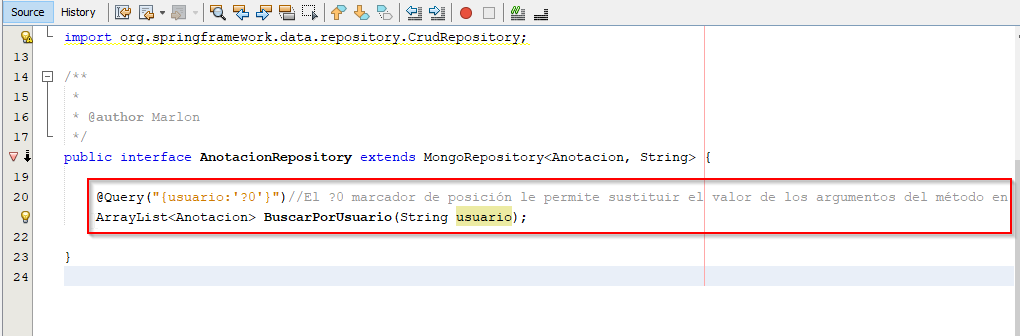 Source History
import org.springframework.data.repository.CrudRepository;
13
14 /**
15 *
16 * @author Marlon
17 */
public interface AnotacionRepository extends MongoRepository<Anotacion, String> {
19
20 @Query("{usuario:'?0'}")//El ?0 marcador de posición le permite sustituir el valor de los argumentos del método en
ArrayList<Anotacion> BuscarPorUsuario(String usuario);
22
23 }
24